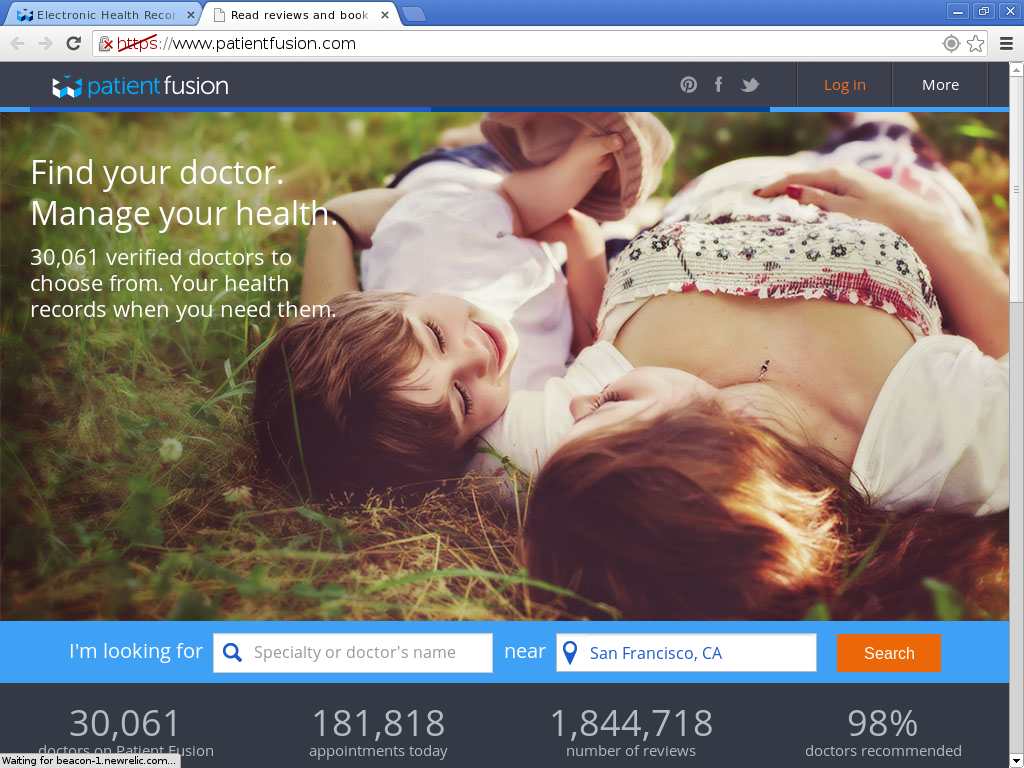 Electronic Health Recor
Read reviews and book
https://www.patientfusion.com
patientfusion
Log in
More
Find your doctor.
Manage your health.
30,061 verified doctors to
choose from. Your health
records when you need them.
I'm looking for
Specialty or doctor's name
near
San Francisco, CA
Search
30,061
doctors on Patient Fusion
181,818
appointments today
1,844,718
number of reviews
98%
doctors recommended
Waiting for beacon-1.newrelic.com...